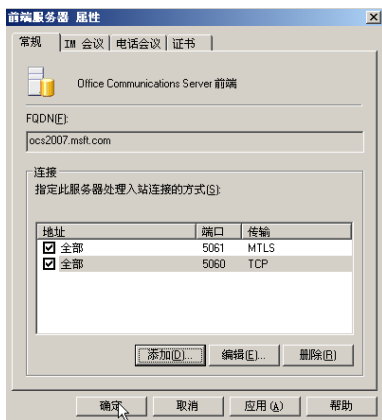 前端服务器 属性
常规 IM 会议 电话会议 证书
Office Communications Server 前端
FQDN(F):
ocs2007.msft.com
连接
指定此服务器处理入站连接的方式(S):
地址 端口 传输
全部 5061 MTLS
全部 5060 TCP
添加(D)... 编辑(E)... 删除(R)
确定 取消 应用(A) 帮助